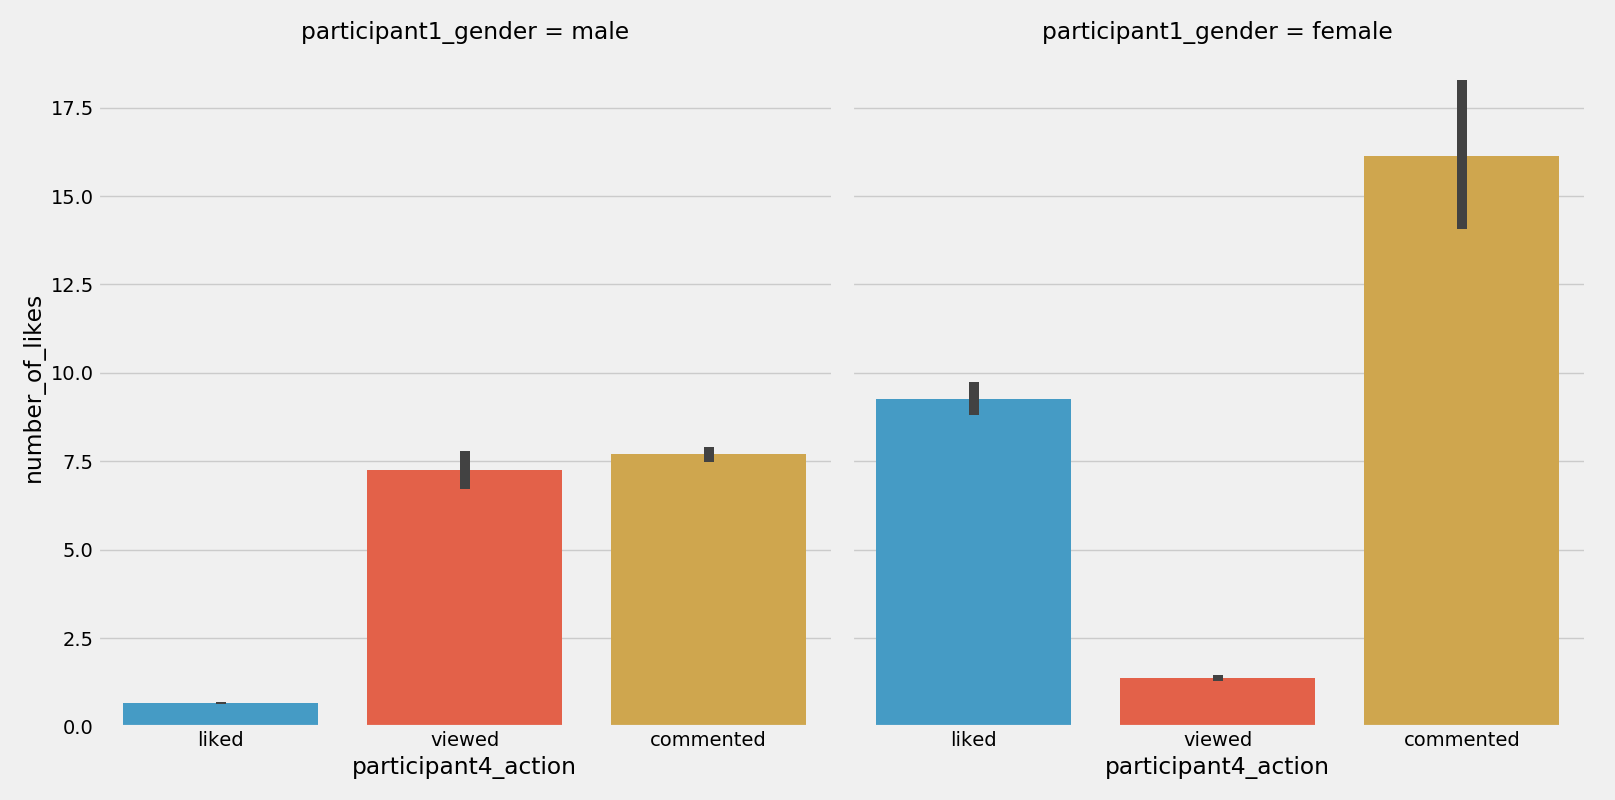 participant1_gender = male
participant1_gender = female
number_of_likes
17.5
15.0
12.5
10.0
7.5
5.0
2.5
0.0
liked viewed commented
participant4_action
liked viewed commented
participant4_action